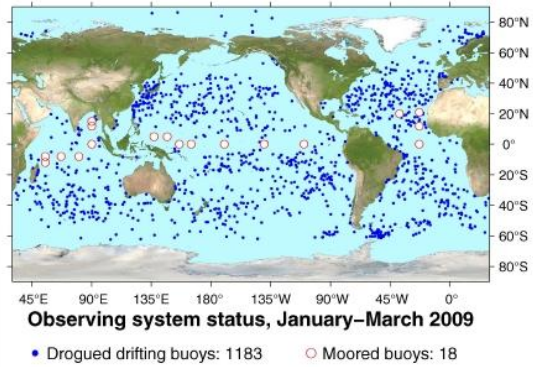 80°N
60°N
40°N
20°N
0°
20°S
40°S
60°S
80°S
45°E 90°E 135°E 180° 135°W 90°W 45°W 0°
Observing system status, January–March 2009
Drogued drifting buoys: 1183 Moored buoys: 18